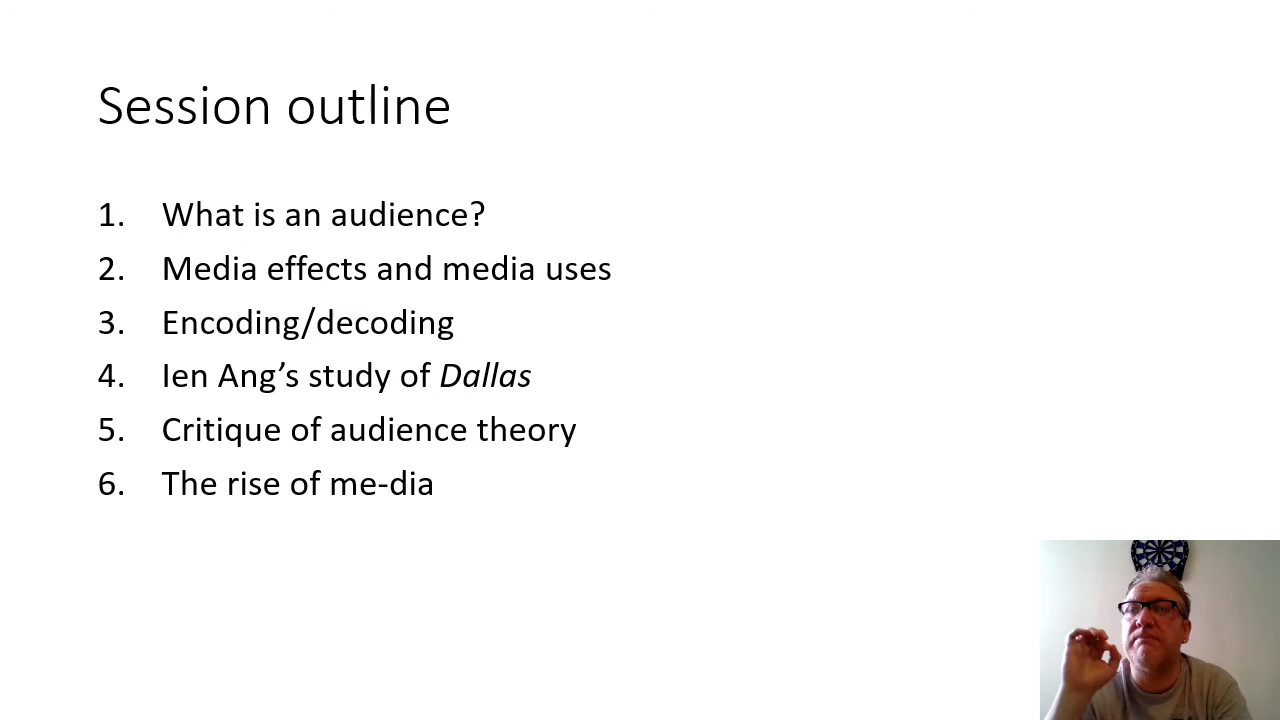 Session outline
1. What is an audience?
2. Media effects and media uses
3. Encoding/decoding
4. Ien Ang’s study of Dallas
5. Critique of audience theory
6. The rise of me-dia